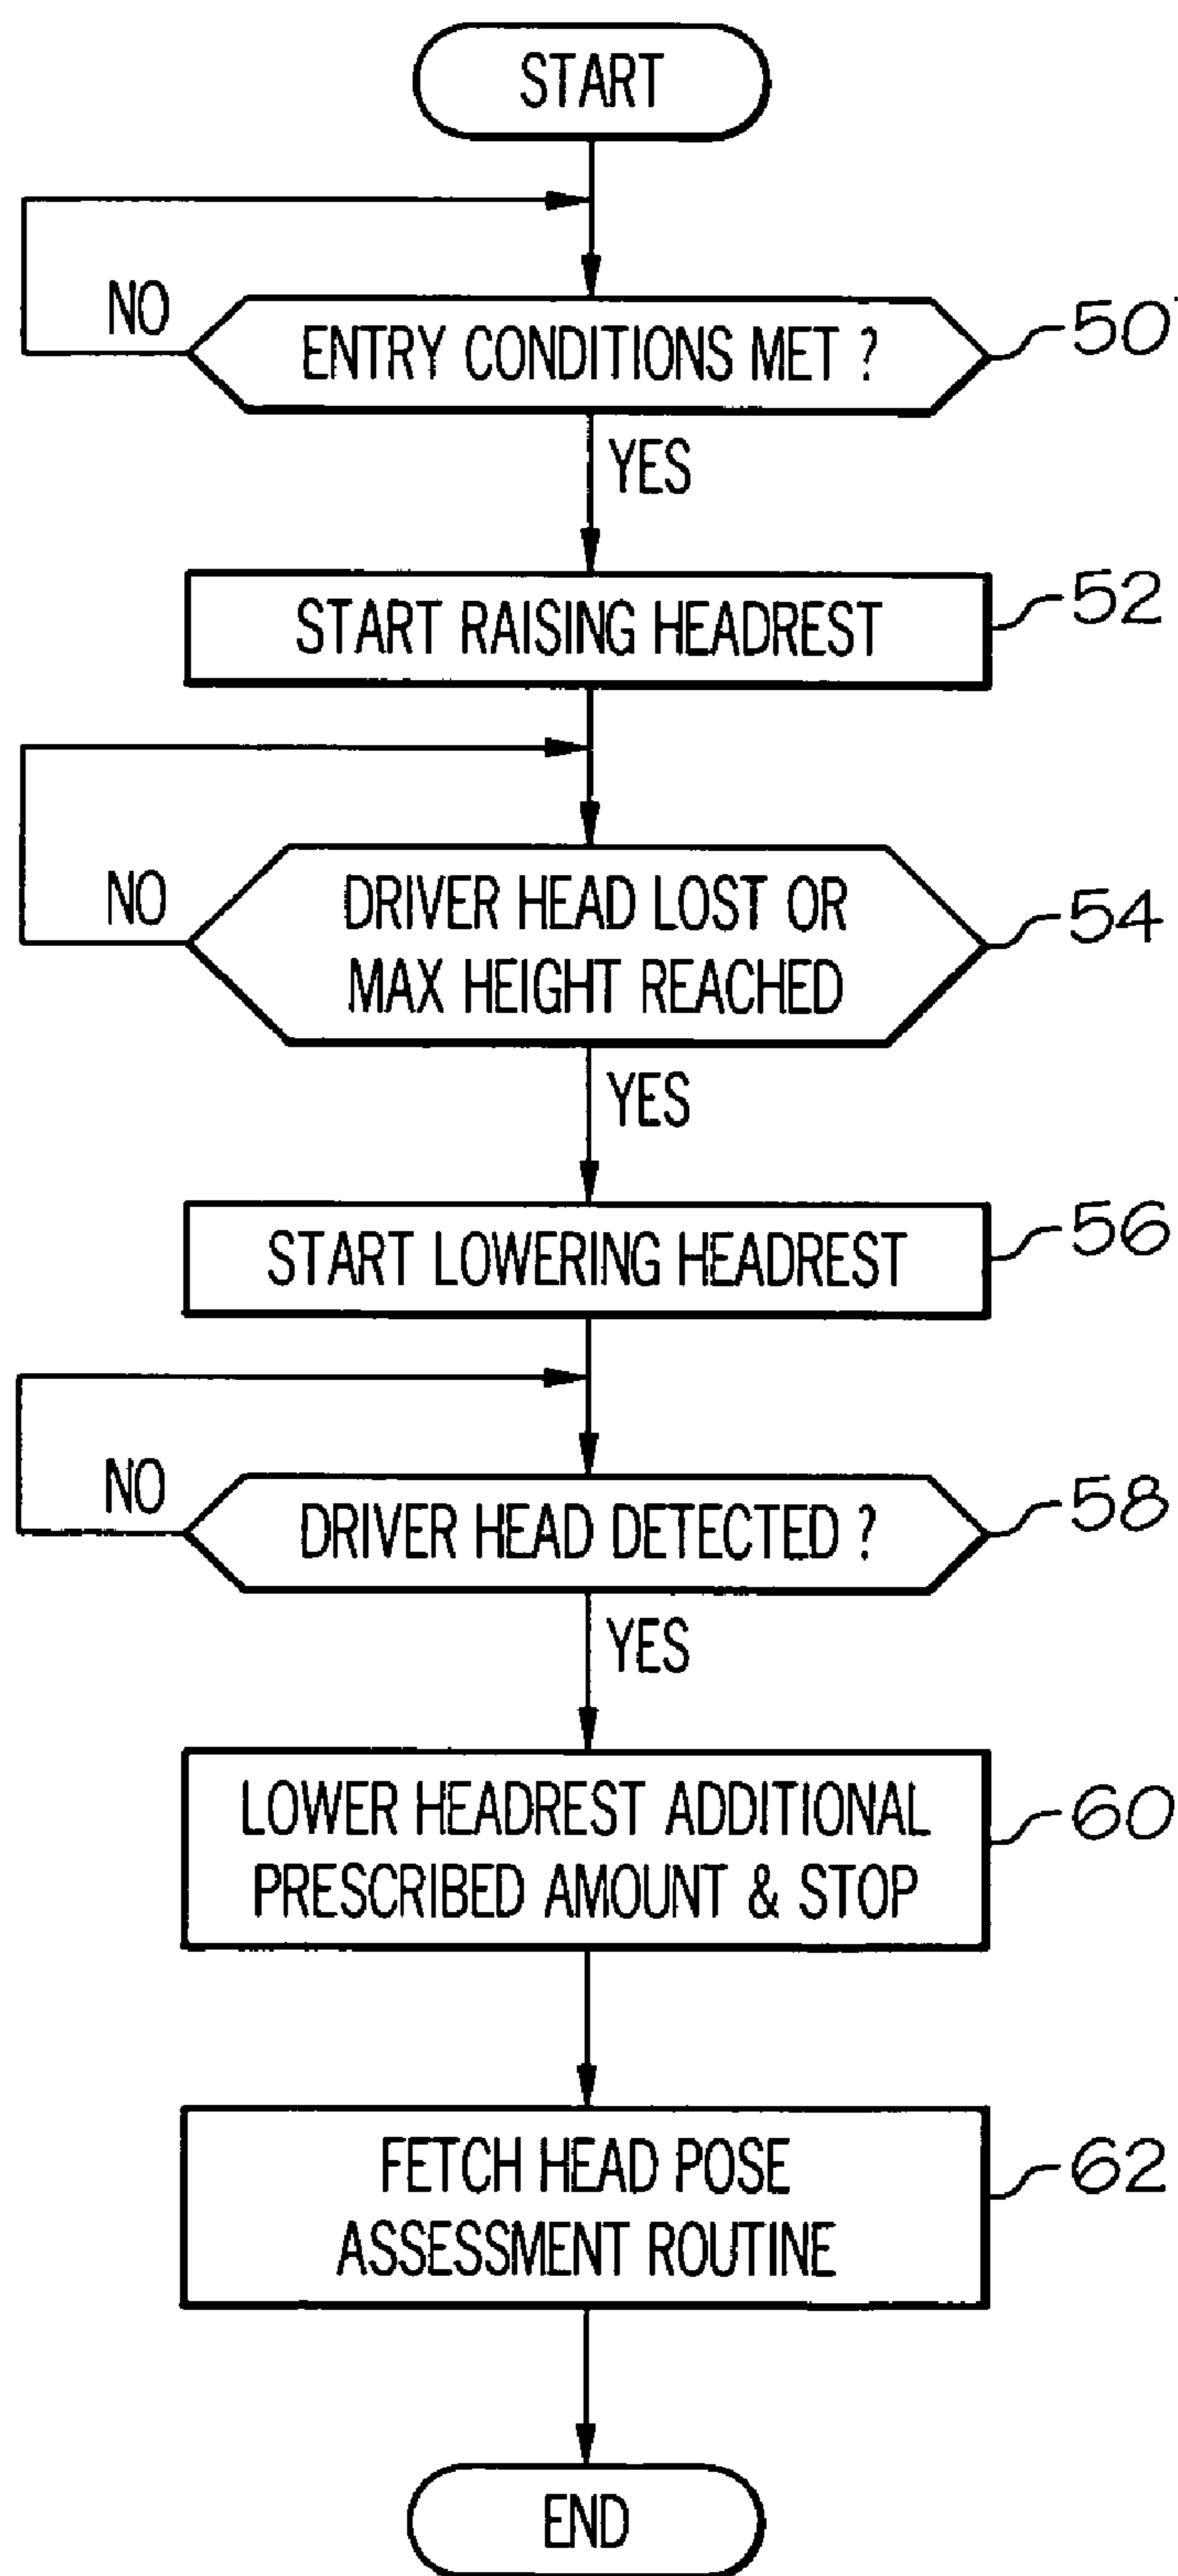 START
NO
ENTRY CONDITIONS MET ?
50
YES
START RAISING HEADREST
52
NO
DRIVER HEAD LOST OR
MAX HEIGHT REACHED
54
YES
START LOWERING HEADREST
56
NO
DRIVER HEAD DETECTED ?
58
YES
LOWER HEADREST ADDITIONAL
PRESCRIBED AMOUNT & STOP
60
FETCH HEAD POSE
ASSESSMENT ROUTINE
62
END